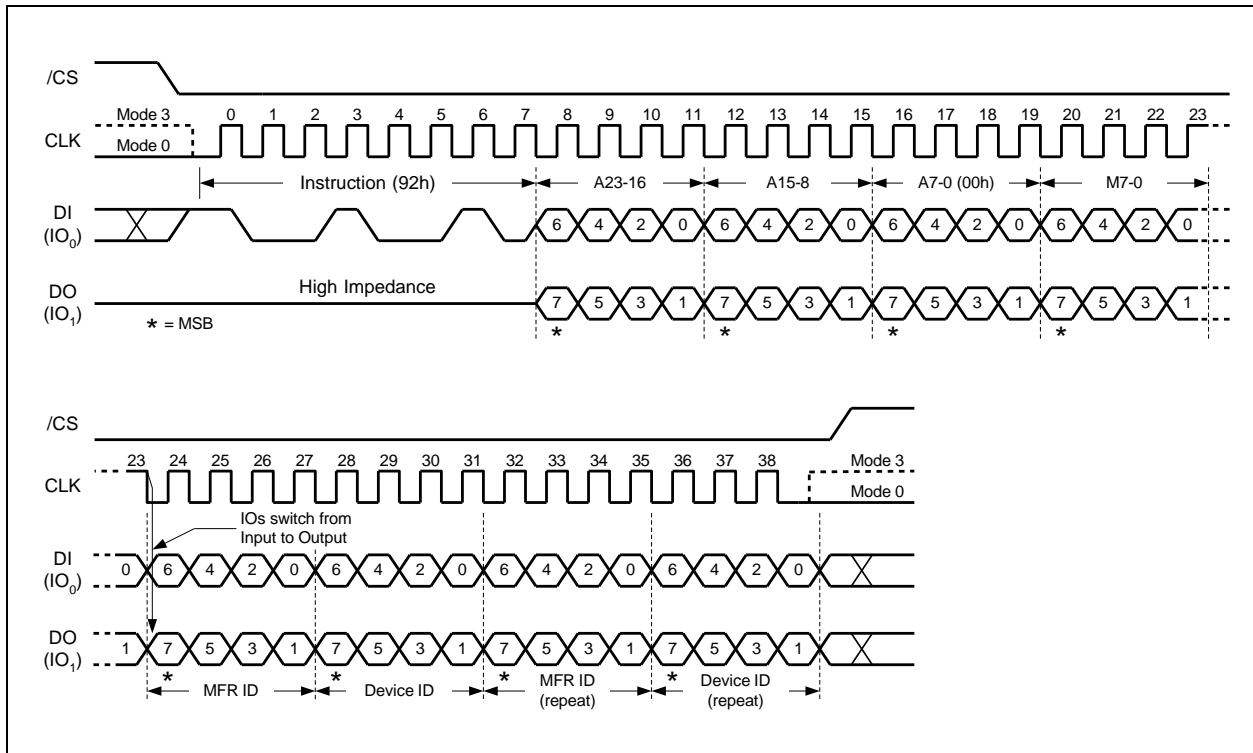 /CS
Mode 3 0 1 2 3 4 5 6 7 8 9 10 11 12 13 14 15 16 17 18 19 20 21 22 23
CLK
Mode 0
Instruction (92h) A23-16 A15-8 A7-0 (00h) M7-0
DI
(IO0) 6 4 2 0 6 4 2 0 6 4 2 0 6 4 2 0
High Impedance
DO
(IO1) 7 5 3 1 7 5 3 1 7 5 3 1 7 5 3 1
* = MSB * * * *
/CS
23 24 25 26 27 28 29 30 31 32 33 34 35 36 37 38 Mode 3
CLK
Mode 0
IOs switch from
Input to Output
DI
(IO0) 0 6 4 2 0 6 4 2 0 6 4 2 0 6 4 2 0
DO
(IO1) 1 7 5 3 1 7 5 3 1 7 5 3 1 7 5 3 1
* * * *
MFR ID Device ID MFR ID
(repeat) Device ID
(repeat)